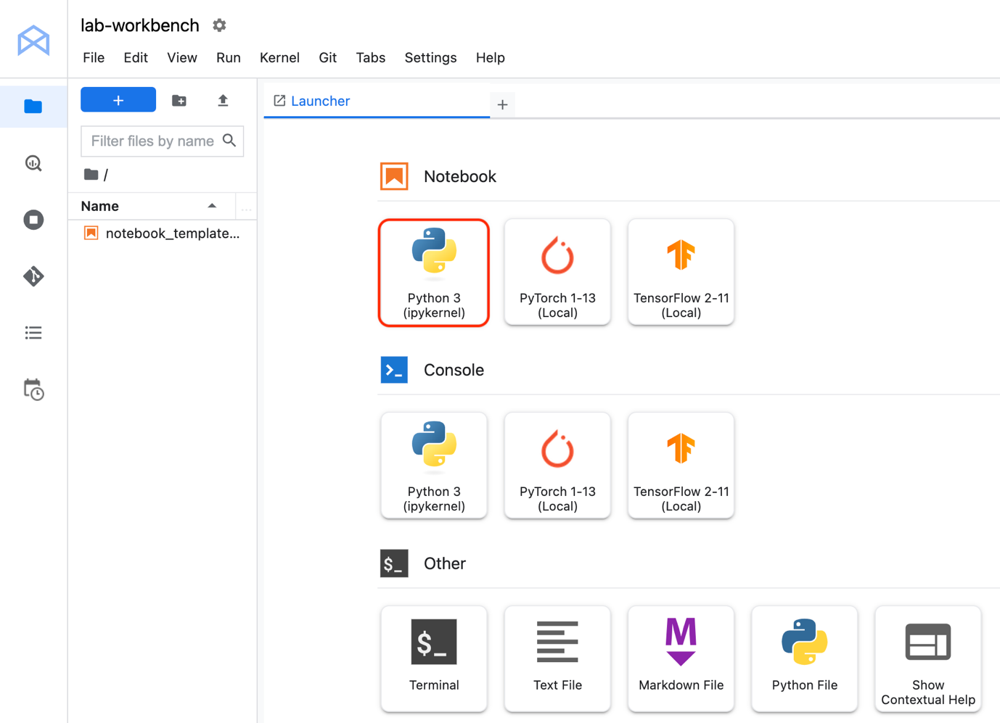 lab-workbench
File Edit View Run Kernel Git Tabs Settings Help
+
Filter files by name
/
Name
...
notebook_template...
Launcher
+
Notebook
Python 3
(ipykernel)
PyTorch 1-13
(Local)
TensorFlow 2-11
(Local)
Console
Python 3
(ipykernel)
PyTorch 1-13
(Local)
TensorFlow 2-11
(Local)
$_
Other
$_
Terminal
Text File
M
Markdown File
Python File
Show
Contextual Help